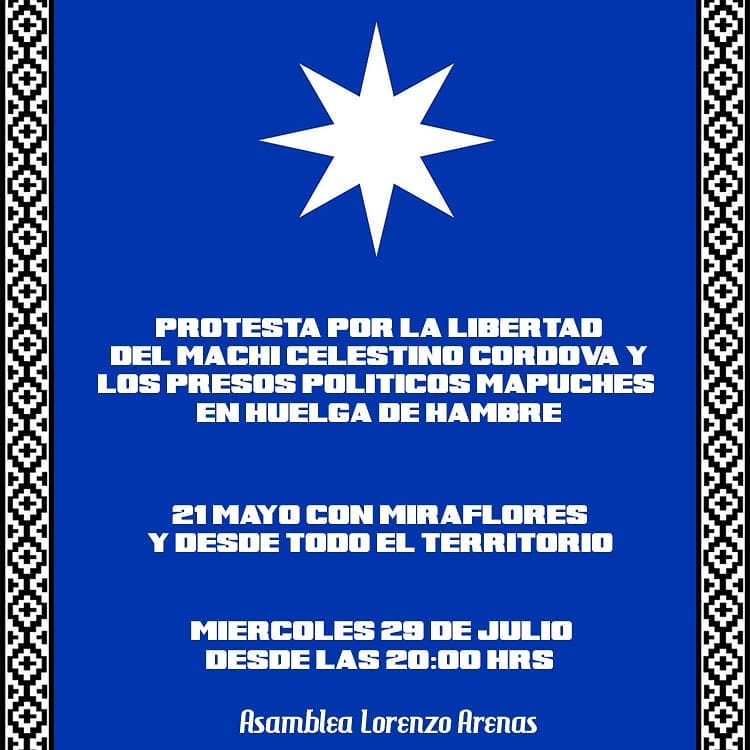 PROTESTA POR LA LIBERTAD
DEL MACHI CELESTINO CORDOVA Y
LOS PRESOS POLITICOS MAPUCHES
EN HUELGA DE HAMBRE
21 MAYO CON MIRAFLORES
Y DESDE TODO EL TERRITORIO
MIERCOLES 29 DE JULIO
DESDE LAS 20:00 HRS
Asamblea Lorenzo Arenas